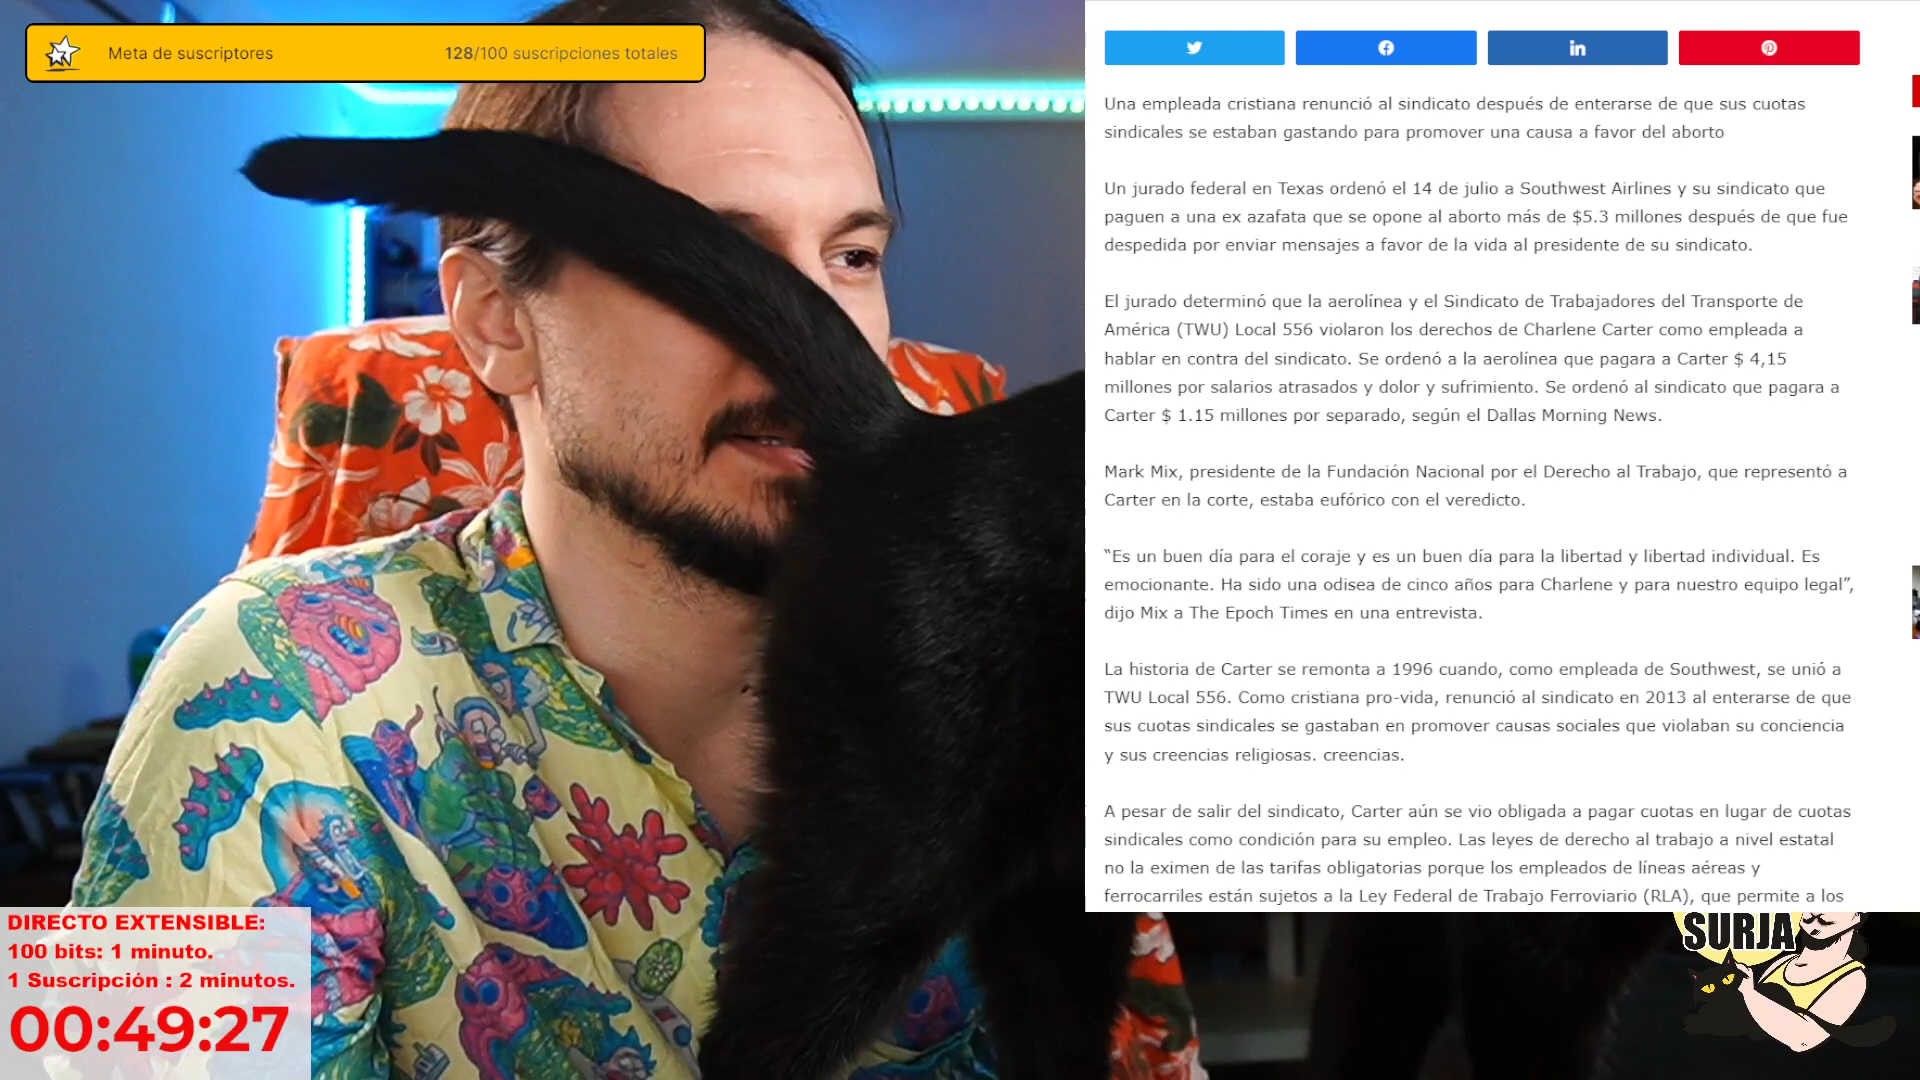 Meta de suscriptores
128/100 suscripciones totales
Una empleada cristiana renunció al sindicato después de enterarse de que sus cuotas
sindicales se estaban gastando para promover una causa a favor del aborto
Un jurado federal en Texas ordenó el 14 de julio a Southwest Airlines y su sindicato que
paguen a una ex azafata que se opone al aborto más de $5.3 millones después de que fue
despedida por enviar mensajes a favor de la vida al presidente de su sindicato.
El jurado determinó que la aerolínea y el Sindicato de Trabajadores del Transporte de
América (TWU) Local 556 violaron los derechos de Charlene Carter como empleada a
hablar en contra del sindicato. Se ordenó a la aerolínea que pagara a Carter $ 4,15
millones por salarios atrasados y dolor y sufrimiento. Se ordenó al sindicato que pagara a
Carter $ 1.15 millones por separado, según el Dallas Morning News.
Mark Mix, presidente de la Fundación Nacional por el Derecho al Trabajo, que representó a
Carter en la corte, estaba eufórico con el veredicto.
“Es un buen día para el coraje y es un buen día para la libertad y libertad individual. Es
emocionante. Ha sido una odisea de cinco años para Charlene y para nuestro equipo legal”,
dijo Mix a The Epoch Times en una entrevista.
La historia de Carter se remonta a 1996 cuando, como empleada de Southwest, se unió a
TWU Local 556. Como cristiana pro-vida, renunció al sindicato en 2013 al enterarse de que
sus cuotas sindicales se gastaban en promover causas sociales que violaban su conciencia
y sus creencias religiosas. creencias.
A pesar de salir del sindicato, Carter aún se vio obligada a pagar cuotas en lugar de cuotas
sindicales como condición para su empleo. Las leyes de derecho al trabajo a nivel estatal
no la eximen de las tarifas obligatorias porque los empleados de líneas aéreas y
ferrocarriles están sujetos a la Ley Federal de Trabajo Ferroviario (RLA), que permite a los
DIRECTO EXTENSIBLE:
100 bits: 1 minuto.
1 Suscripción : 2 minutos.
00:49:27
SURJA